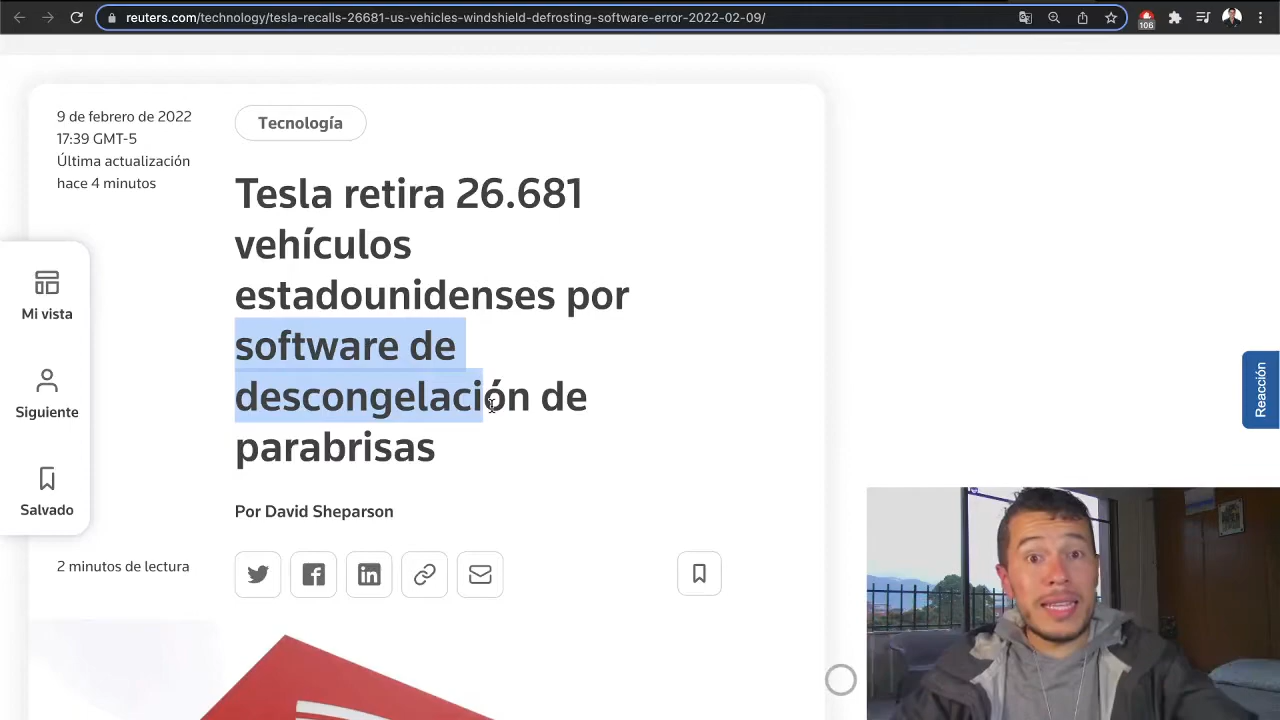 reuters.com/technology/tesla-recalls-26681-us-vehicles-windshield-defrosting-software-error-2022-02-09/
106
9 de febrero de 2022
17:39 GMT-5
Última actualización
hace 4 minutos
Tecnología
Tesla retira 26.681
vehículos
estadounidenses por
software de
descongelación de
parabrisas
Mi vista
Siguiente
Salvado
Por David Sheparson
2 minutos de lectura
Reacción